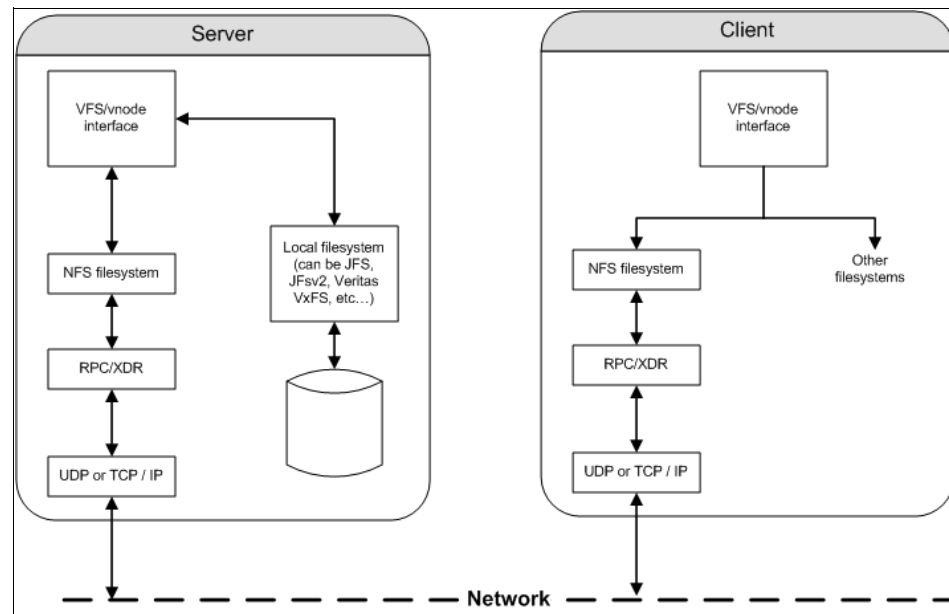 Server
VFS/vnode
interface
NFS filesystem
RPC/XDR
UDP or TCP / IP
Local filesystem
(can be JFS,
JFsv2, Veritas
VxFS, etc...)
Client
VFS/vnode
interface
NFS filesystem
Other
filesystems
RPC/XDR
UDP or TCP / IP
Network